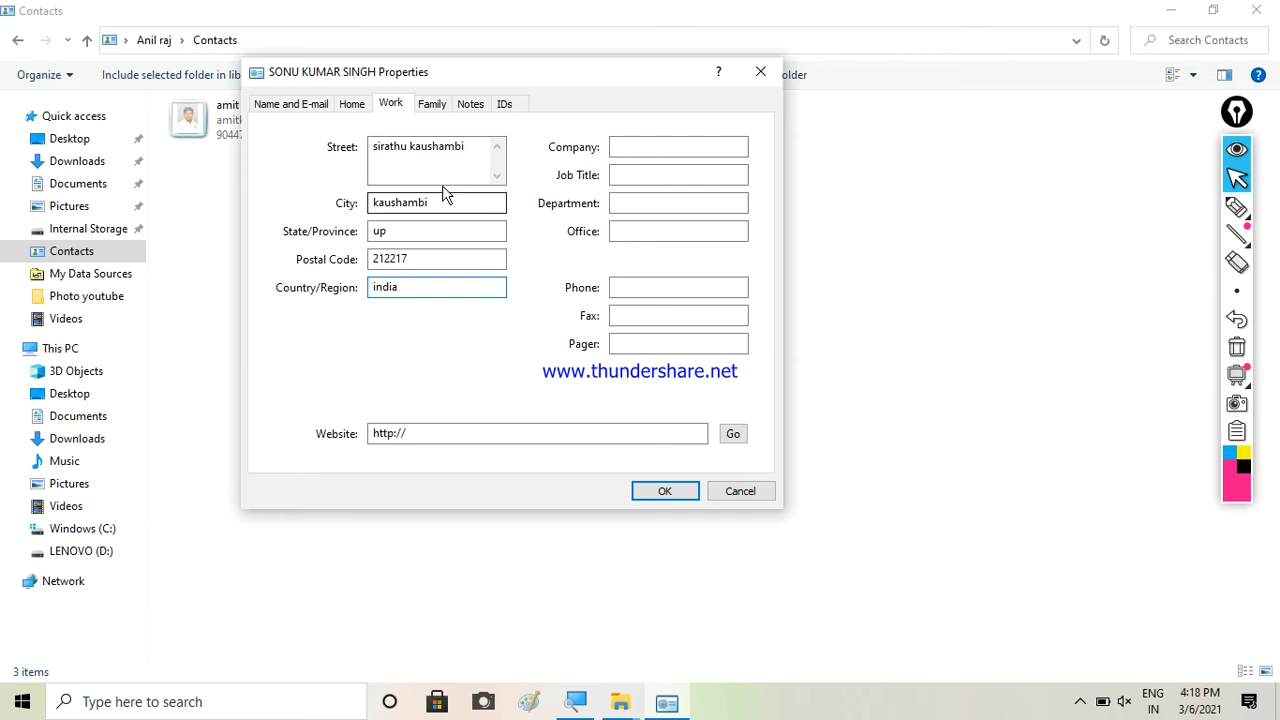 Contacts
Anil raj > Contacts
Search Contacts
Organize
Include selected folder in lib
older
SONU KUMAR SINGH Properties
?
Name and E-mail
Home
Work
Family
Notes
IDs
Street: sirathu kaushambi
City: kaushambi
State/Province: up
Postal Code: 212217
Country/Region: india
Company:
Job Title:
Department:
Office:
Phone:
Fax:
Pager:
www.thundershare.net
Website: http://
Go
OK
Cancel
amit
amitk
90447
Quick access
Desktop
Downloads
Documents
Pictures
Internal Storage
Contacts
My Data Sources
Photo youtube
Videos
This PC
3D Objects
Desktop
Documents
Downloads
Music
Pictures
Videos
Windows (C:)
LENOVO (D:)
Network
3 items
Type here to search
ENG
IN
4:18 PM
3/6/2021